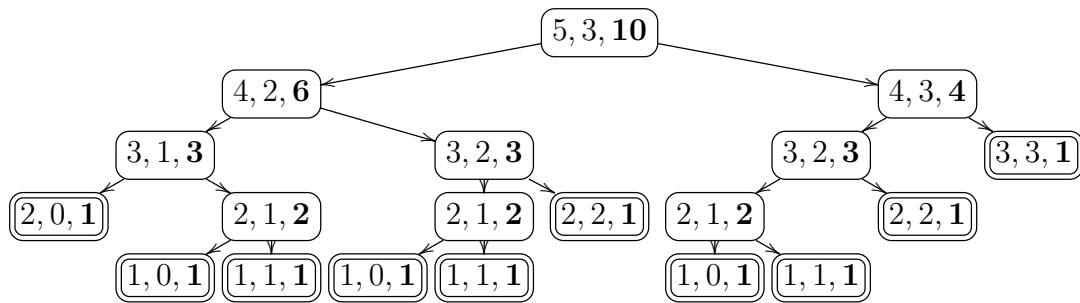 5, 3, 10
4, 2, 6
4, 3, 4
3, 1, 3
3, 2, 3
3, 2, 3
3, 3, 1
2, 0, 1
2, 1, 2
2, 1, 2
2, 2, 1
2, 1, 2
2, 2, 1
1, 0, 1
1, 1, 1
1, 0, 1
1, 1, 1
1, 0, 1
1, 1, 1